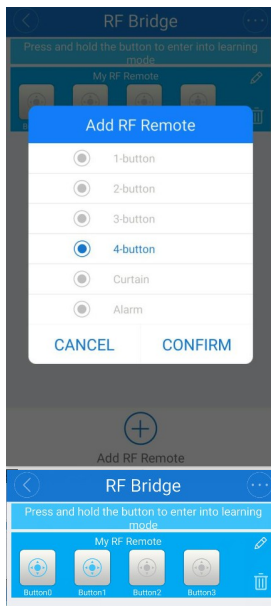 RF Bridge
Press and hold the button to enter into learning
mode
My RF Remote
Add RF Remote
1-button
2-button
3-button
4-button
Curtain
Alarm
CANCEL CONFIRM
Add RF Remote
RF Bridge
Press and hold the button to enter into learning
mode
My RF Remote
Button0 Button1 Button2 Button3